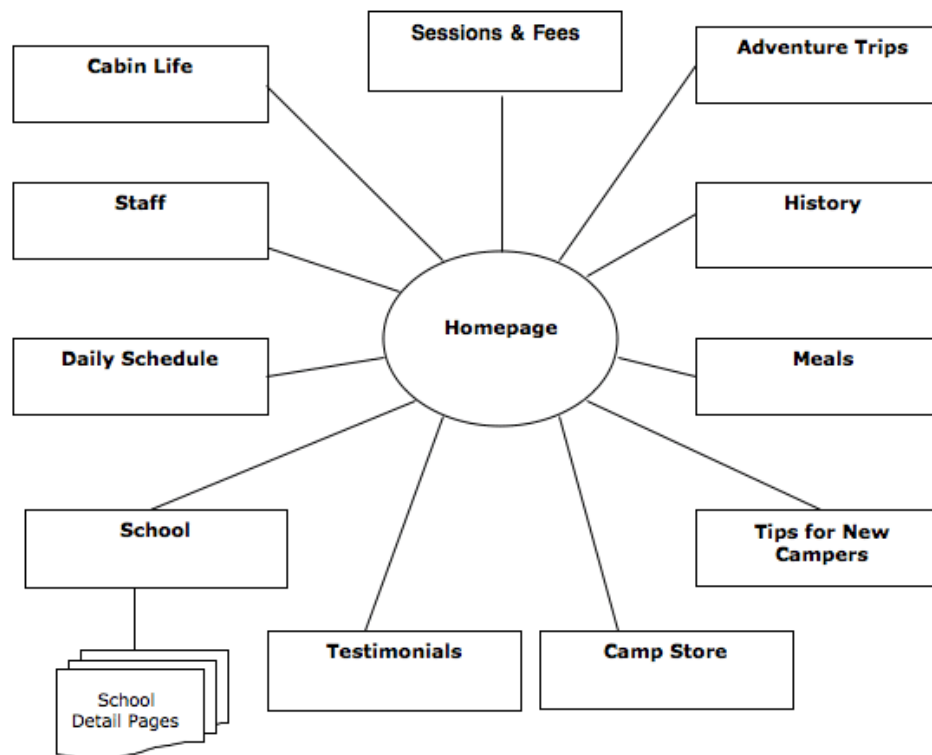 Sessions & Fees
Adventure Trips
Cabin Life
Staff
History
Homepage
Daily Schedule
Meals
School
Tips for New
Campers
Testimonials
Camp Store
School
Detail Pages